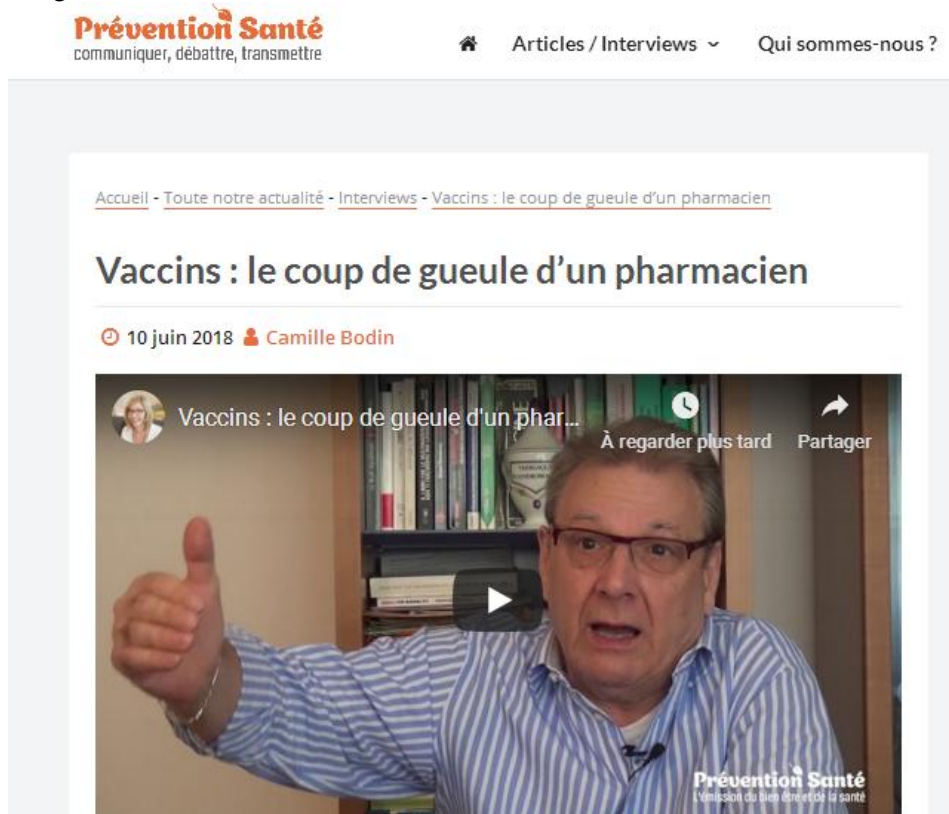 Prévention Santé
communiquer, débattre, transmettre
Articles / Interviews
Qui sommes-nous ?
Accueil - Toute notre actualité - Interviews - Vaccins : le coup de gueule d'un pharmacien
Vaccins : le coup de gueule d'un pharmacien
10 juin 2018 Camille Bodin
Vaccins : le coup de gueule d'un phar...
À regarder plus tard
Partager
Prévention Santé
L'émission du bien être et de la santé